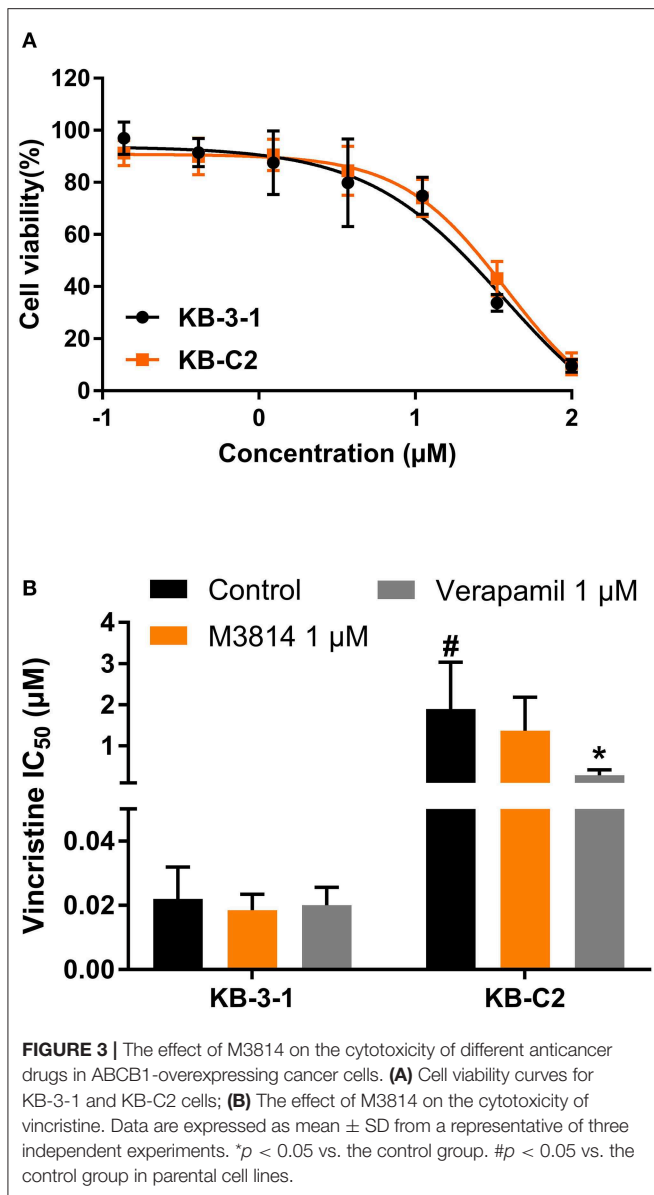 A
120
100
80
60
40
20
0
Cell viability(%)
KB-3-1
KB-C2
-1 0 1 2
Concentration (µM)
B
Control Verapamil 1 µM
M3814 1 µM
4
3
2
1
0.04
0.02
0.00
Vincristine IC50 (µM)
#
*
KB-3-1 KB-C2
FIGURE 3 | The effect of M3814 on the cytotoxicity of different anticancer
drugs in ABCB1-overexpressing cancer cells. (A) Cell viability curves for
KB-3-1 and KB-C2 cells; (B) The effect of M3814 on the cytotoxicity of
vincristine. Data are expressed as mean ± SD from a representative of three
independent experiments. *p < 0.05 vs. the control group. #p < 0.05 vs. the
control group in parental cell lines.